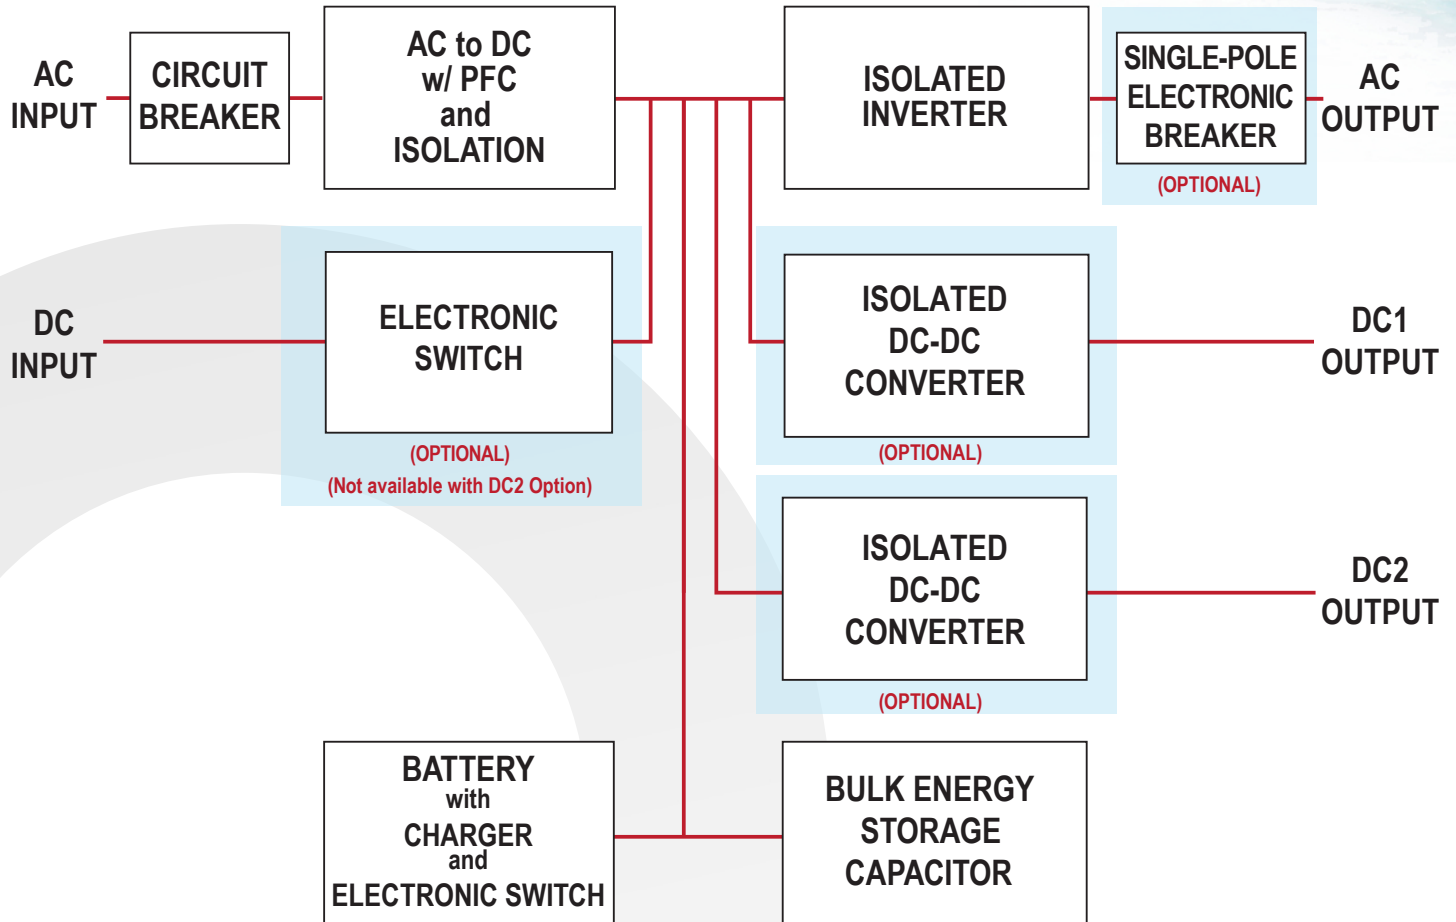 AC
INPUT
CIRCUIT
BREAKER
AC to DC
w/ PFC
and
ISOLATION
ISOLATED
INVERTER
SINGLE-POLE
ELECTRONIC
BREAKER
(OPTIONAL)
AC
OUTPUT
DC
INPUT
ELECTRONIC
SWITCH
(OPTIONAL)
(Not available with DC2 Option)
ISOLATED
DC-DC
CONVERTER
(OPTIONAL)
DC1
OUTPUT
ISOLATED
DC-DC
CONVERTER
(OPTIONAL)
DC2
OUTPUT
BATTERY
with
CHARGER
and
ELECTRONIC SWITCH
BULK ENERGY
STORAGE
CAPACITOR